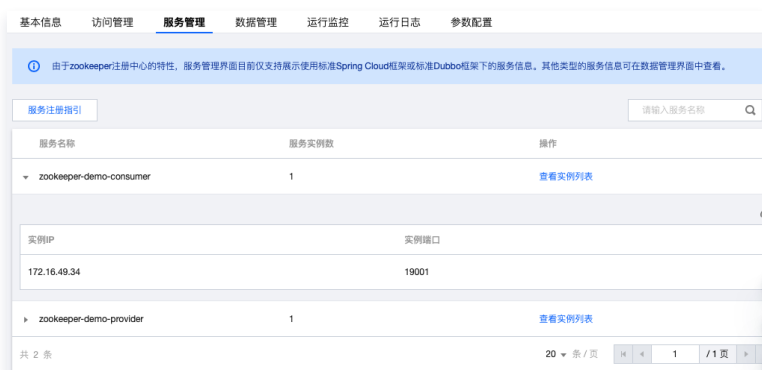 基本信息 访问管理 服务管理 数据管理 运行监控 运行日志 参数配置
由于zookeeper注册中心的特性，服务管理界面目前仅支持展示使用标准Spring Cloud框架或标准Dubbo框架下的服务信息。其他类型的服务信息可在数据管理界面中查看。
服务注册指引 请输入服务名称
服务名称 服务实例数 操作
zookeeper-demo-consumer 1 查看实例列表
实例IP 实例端口
172.16.49.34 19001
zookeeper-demo-provider 1 查看实例列表
共 2 条 20 条 / 页 1 / 1 页